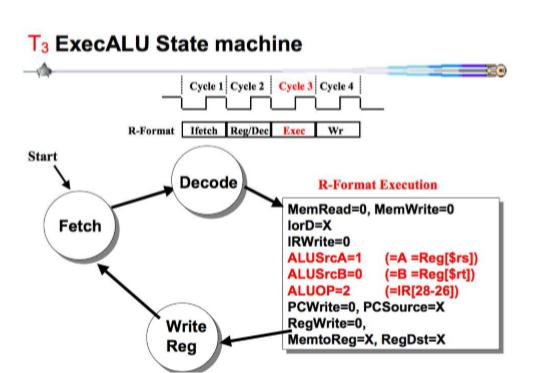 T3 ExecALU State machine
Cycle 1 Cycle 2 Cycle 3 Cycle 4
R-Format Ifetch Reg/Dec Exec Wr
Start
Decode
R-Format Execution
Fetch
MemRead=0, MemWrite=0
IorD=X
IRWrite=0
ALUSrcA=1 (=A =Reg[$rs])
ALUSrcB=0 (=B =Reg[$rt])
ALUOP=2 (=IR[28-26])
PCWrite=0, PCSource=X
RegWrite=0,
MemtoReg=X, RegDst=X
Write
Reg